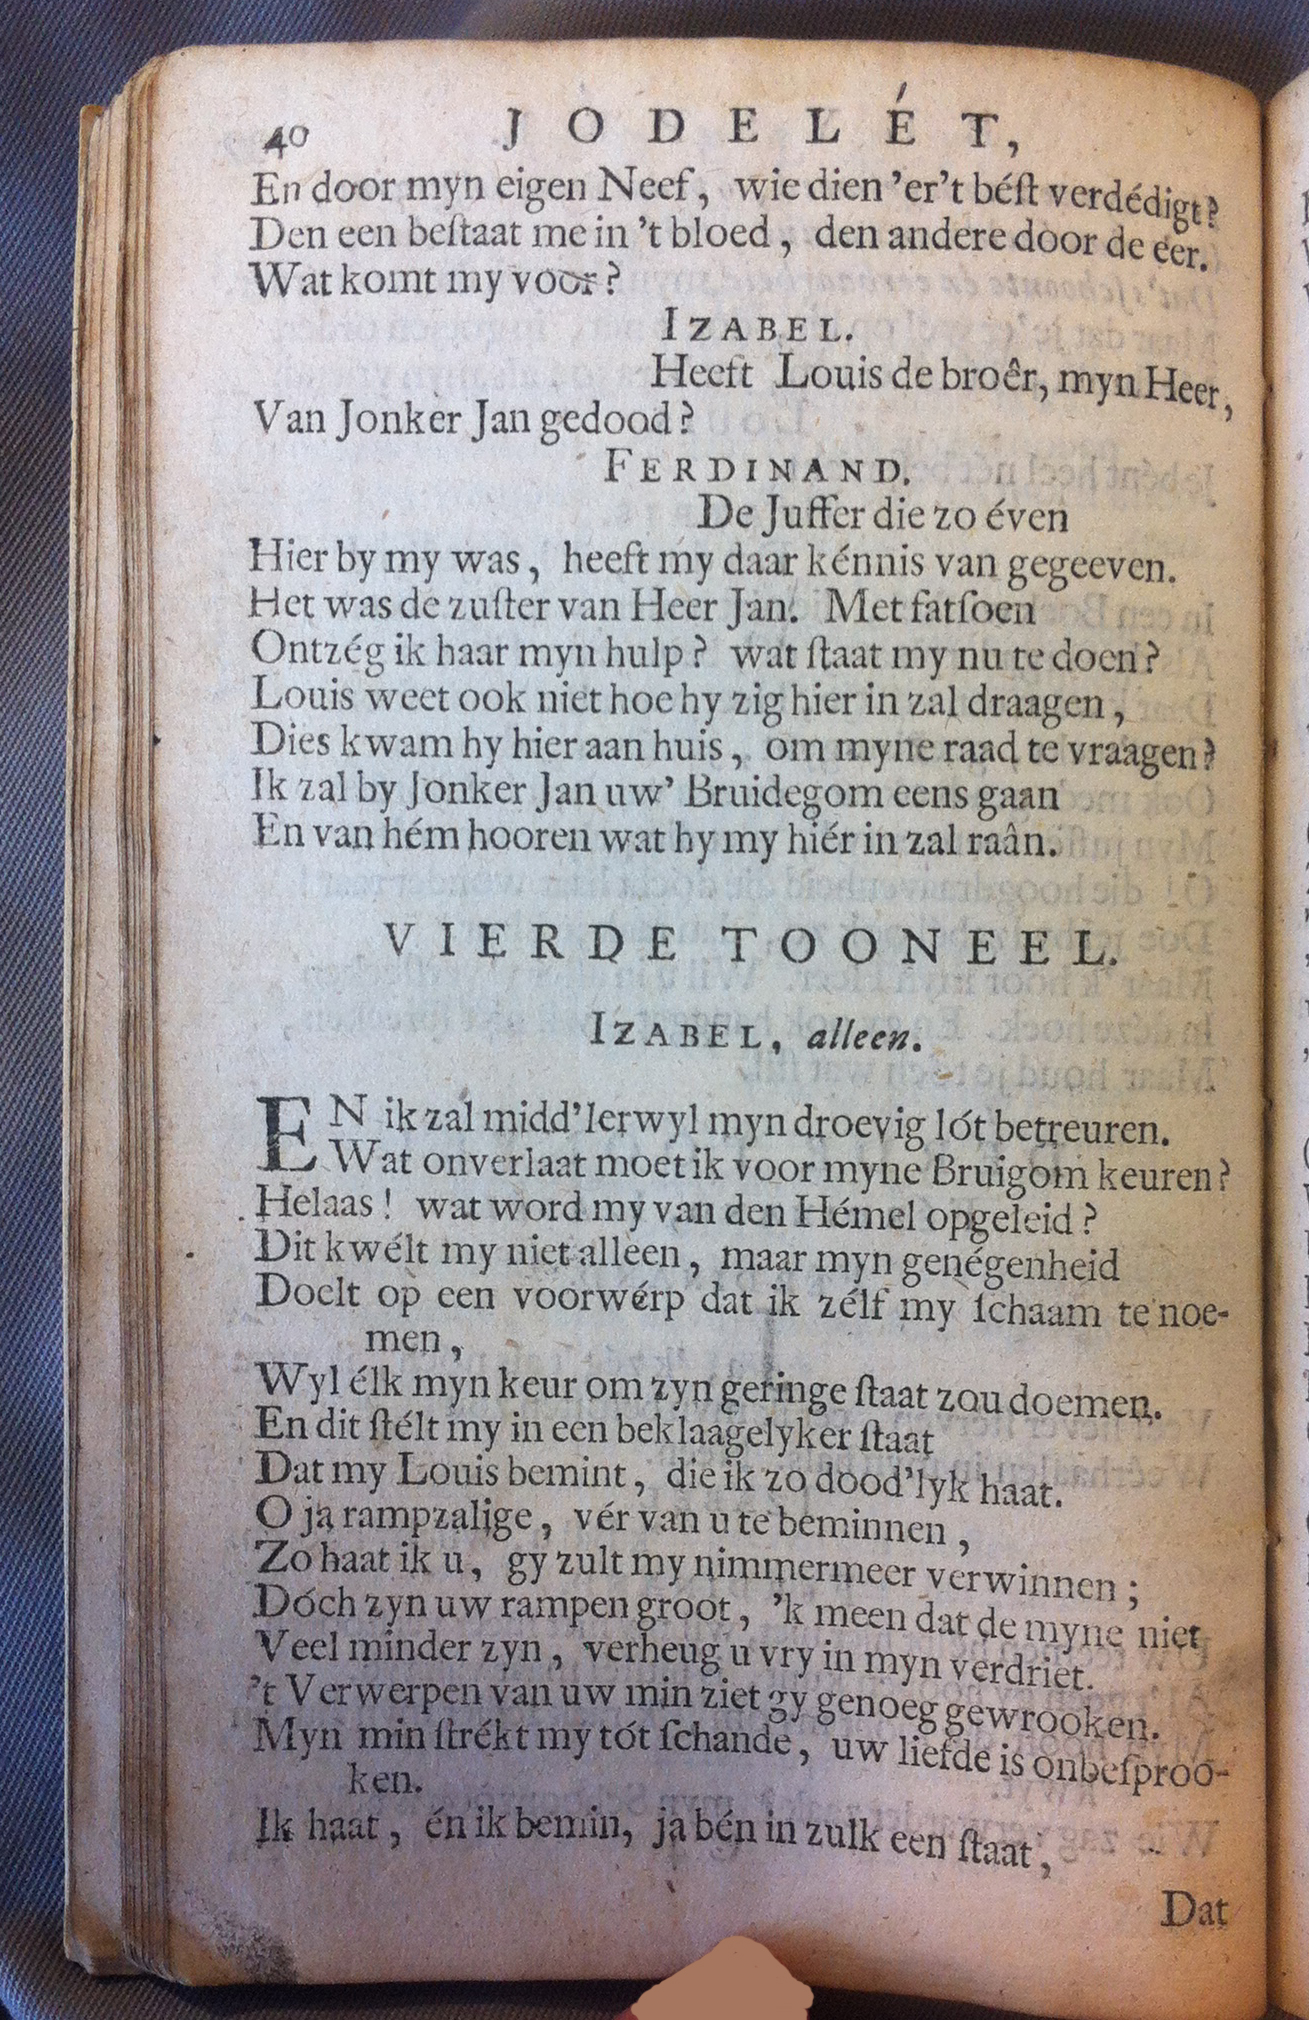 40 JODELÉT,
En door myn eigen Neef, wie dien 'er 't bést verdédigt?
Den een beſtaat me in 't bloed, den andere door de eer.
Wat komt my voor?
IZABEL.
Heeft Louis de broêr, myn Heer,
Van Jonker Jan gedood?
FERDINAND.
De Juffer die zo éven
Hier by my was, heeft my daar kénnis van gegeeven.
Het was de zuſter van Heer Jan. Met fatſoen
Ontzég ik haar myn hulp? wat ſtaat my nu te doen?
Louis weet ook niet hoe hy zig hier in zal draagen,
Dies kwam hy hier aan huis, om myne raad te vraagen?
Ik zal by Jonker Jan uw' Bruidegom eens gaan
En van hém hooren wat hy my hiér in zal raân.
VIERDE TOONEEL.
IZABEL, alleen.
EN ik zal midd'lerwyl myn droevig lót betreuren.
Wat onverlaat moet ik voor myne Bruigom keuren?
Helaas! wat word my van den Hémel opgeleid?
Dit kwélt my niet alleen, maar myn genégenheid
Doelt op een voorwérp dat ik zélf my ſchaam te noe-
men,
Wyl élk myn keur om zyn geringe ſtaat zou doemen.
En dit ſtélt my in een beklaagelyker ſtaat
Dat my Louis bemint, die ik zo dood'lyk haat.
O ja rampzalige, vér van u te beminnen,
Zo haat ik u, gy zult my nimmermeer verwinnen;
Dóch zyn uw rampen groot, 'k meen dat de myne niet
Veel minder zyn, verheug u vry in myn verdriet.
't Verwerpen van uw min ziet gy genoeg gewrooken.
Myn min ſtrékt my tót ſchande, uw liefde is onbeſproo-
ken.
Ik haat, én ik bemin, ja bén in zulk een ſtaat,
Dat